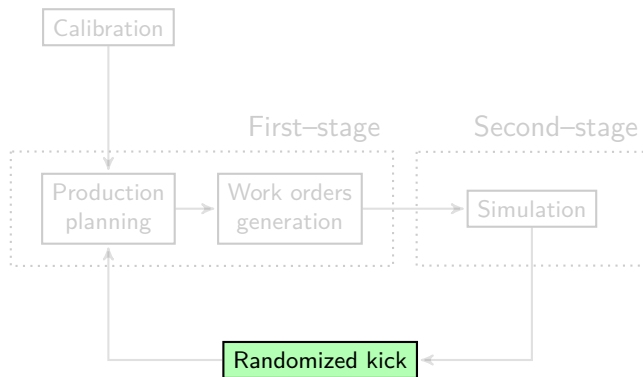 Calibration
First–stage
Second–stage
Production
planning
Work orders
generation
Simulation
Randomized kick